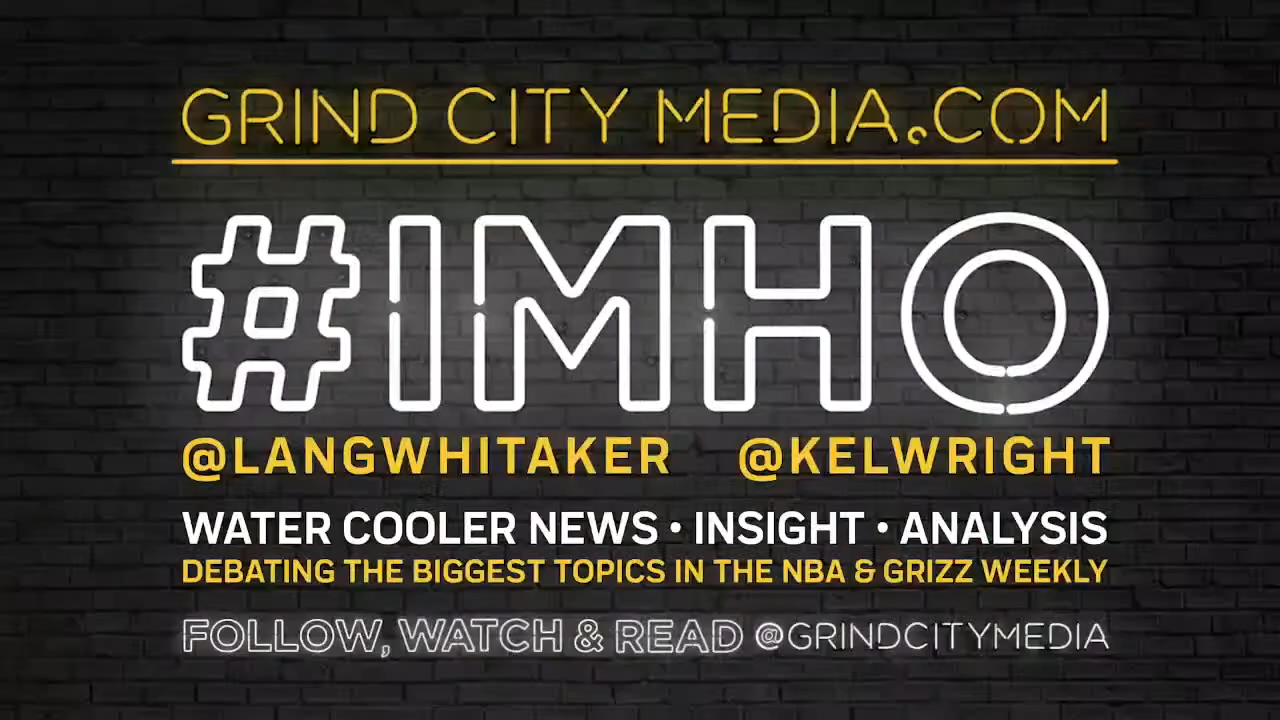 GRIND CITY MEDIA.COM
#IMHO
@LANGWHITAKER @KELWRIGHT
WATER COOLER NEWS • INSIGHT • ANALYSIS
DEBATING THE BIGGEST TOPICS IN THE NBA & GRIZZ WEEKLY
FOLLOW, WATCH & READ @GRINDCITYMEDIA